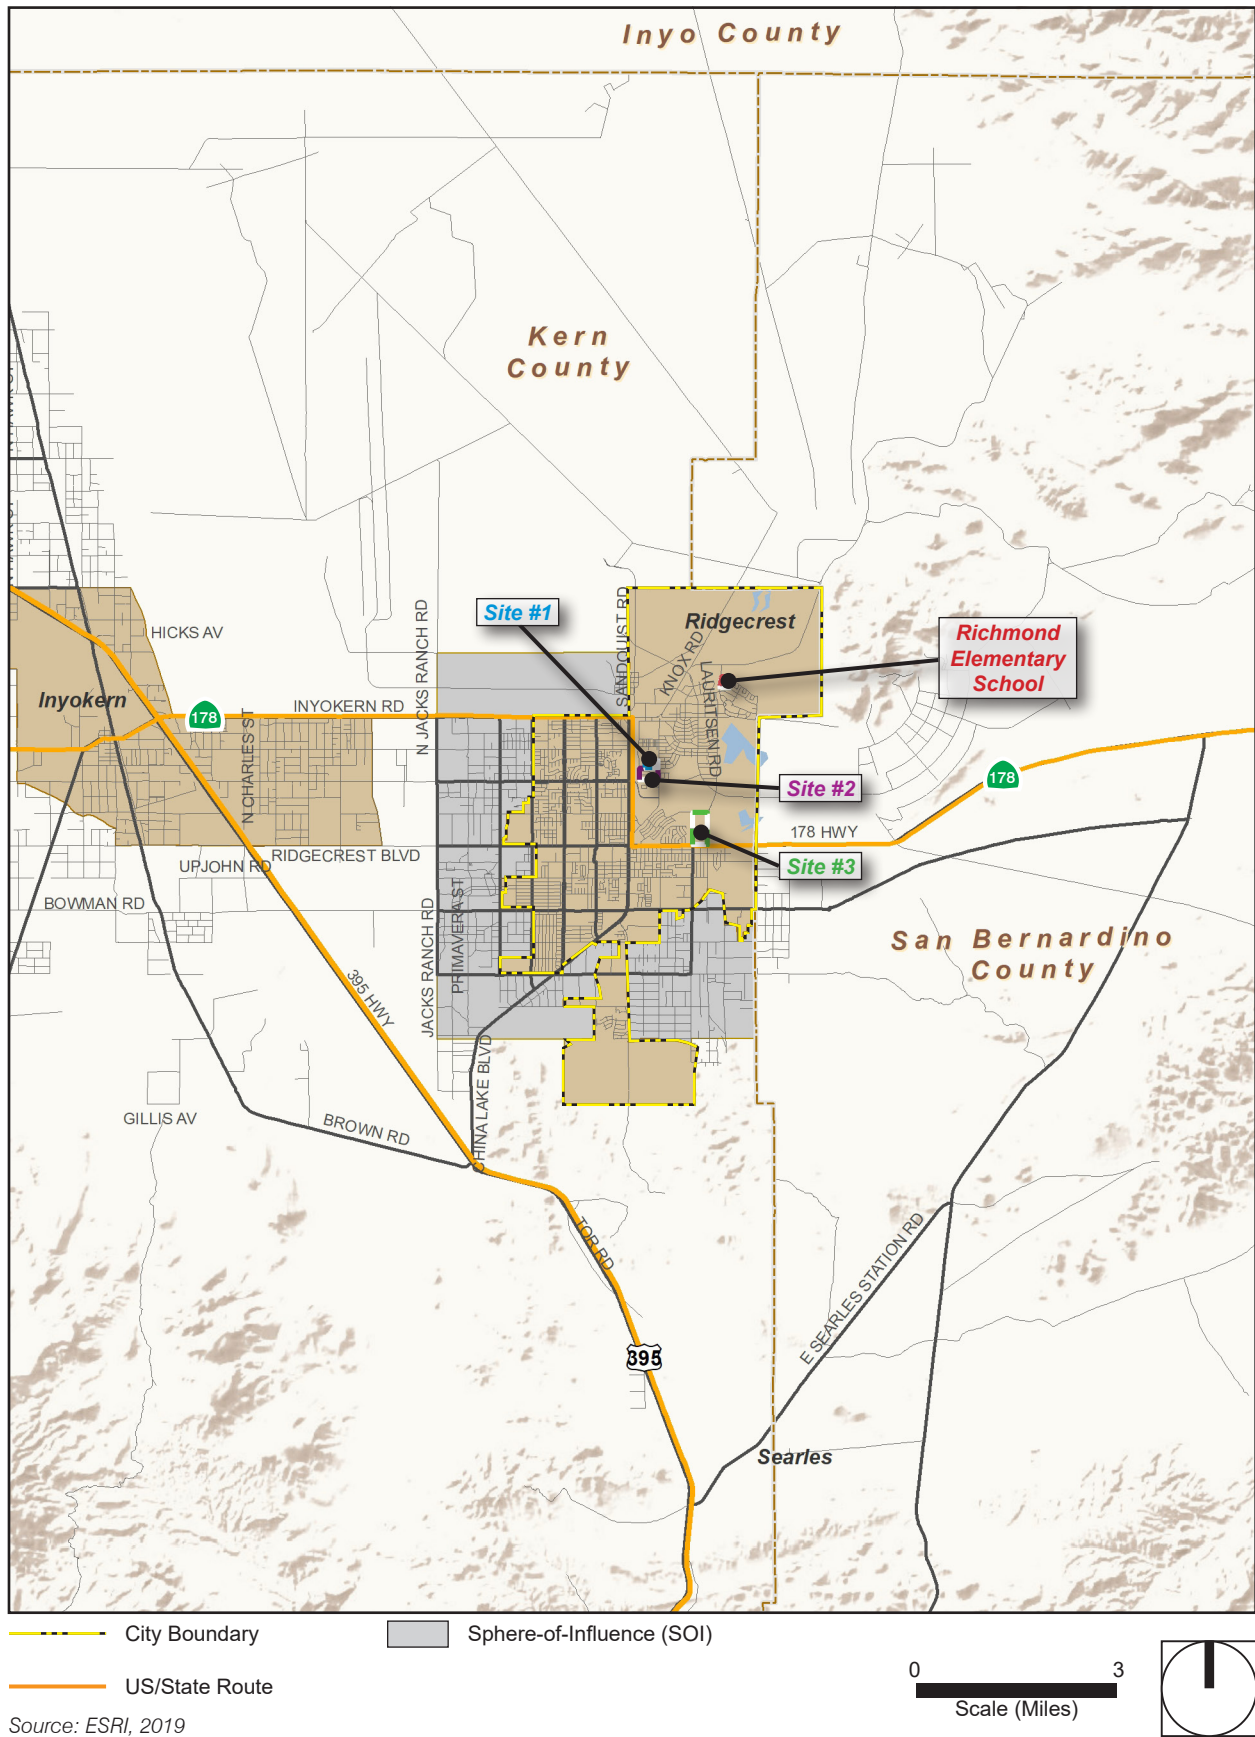 Inyo County
Kern
County
Site #1
SANDQUIST RD
Ridgecrest
Richmond
Elementary
School
KNOX RD
LAURITSEN RD
N JACKS RANCH RD
HICKS AV
Inyokern
178
INYOKERN RD
N CHARLES ST
178
Site #2
178 HWY
Site #3
RIDGECREST BLVD
UPJOHN RD
BOWMAN RD
JACKS RANCH RD
PRIMAVERA ST
San Bernardino
County
395 HWY
CHINA LAKE BLVD
GILLIS AV
BROWN RD
TOR RD
E SEARLES STATION RD
395
Searles
City Boundary
Sphere-of-Influence (SOI)
US/State Route
0 3
Scale (Miles)
Source: ESRI, 2019